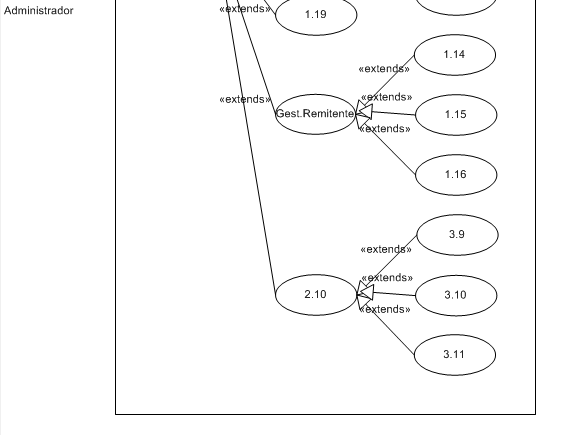 Administrador
«extends»
1.19
1.14
«extends»
«extends»
«extends»
Gest.Remitente
1.15
«extends»
1.16
3.9
«extends»
«extends»
2.10
3.10
«extends»
3.11